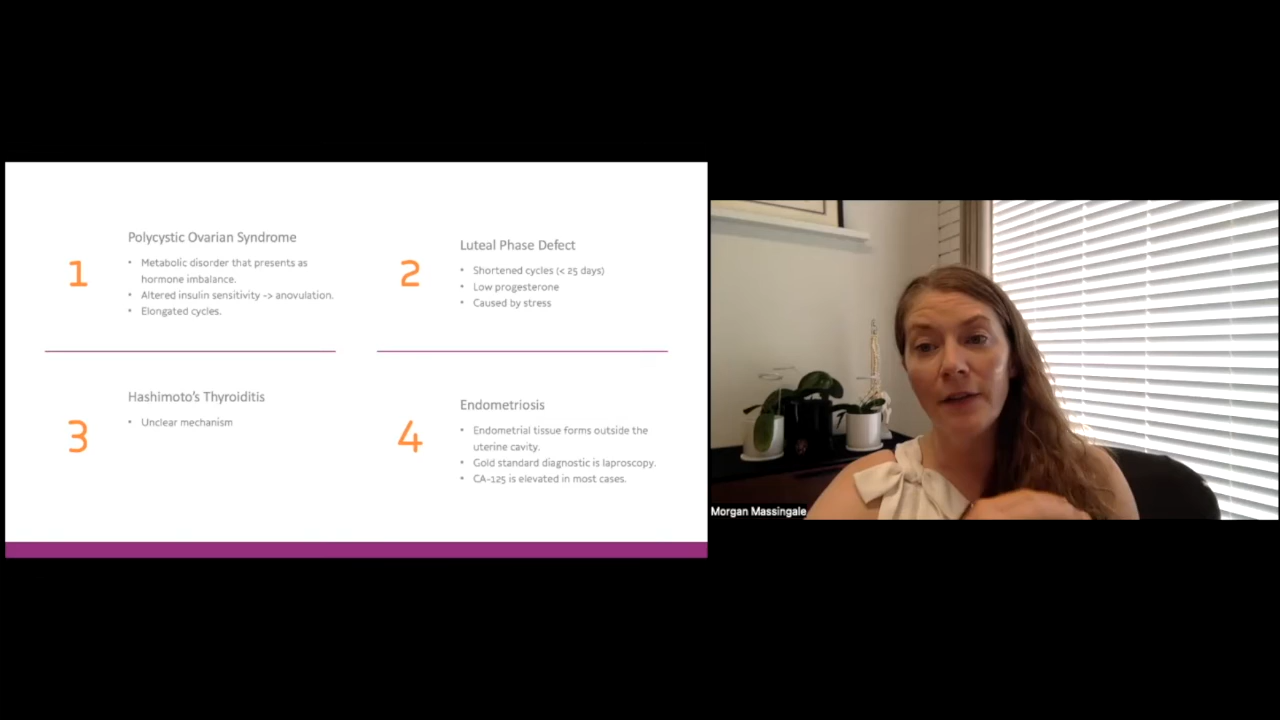 1
Polycystic Ovarian Syndrome
• Metabolic disorder that presents as
hormone imbalance.
• Altered insulin sensitivity -> anovulation.
• Elongated cycles.
2
Luteal Phase Defect
• Shortened cycles (< 25 days)
• Low progesterone
• Caused by stress
3
Hashimoto's Thyroiditis
• Unclear mechanism
4
Endometriosis
• Endometrial tissue forms outside the
uterine cavity.
• Gold standard diagnostic is laproscopy.
• CA-125 is elevated in most cases.
Morgan Massingale